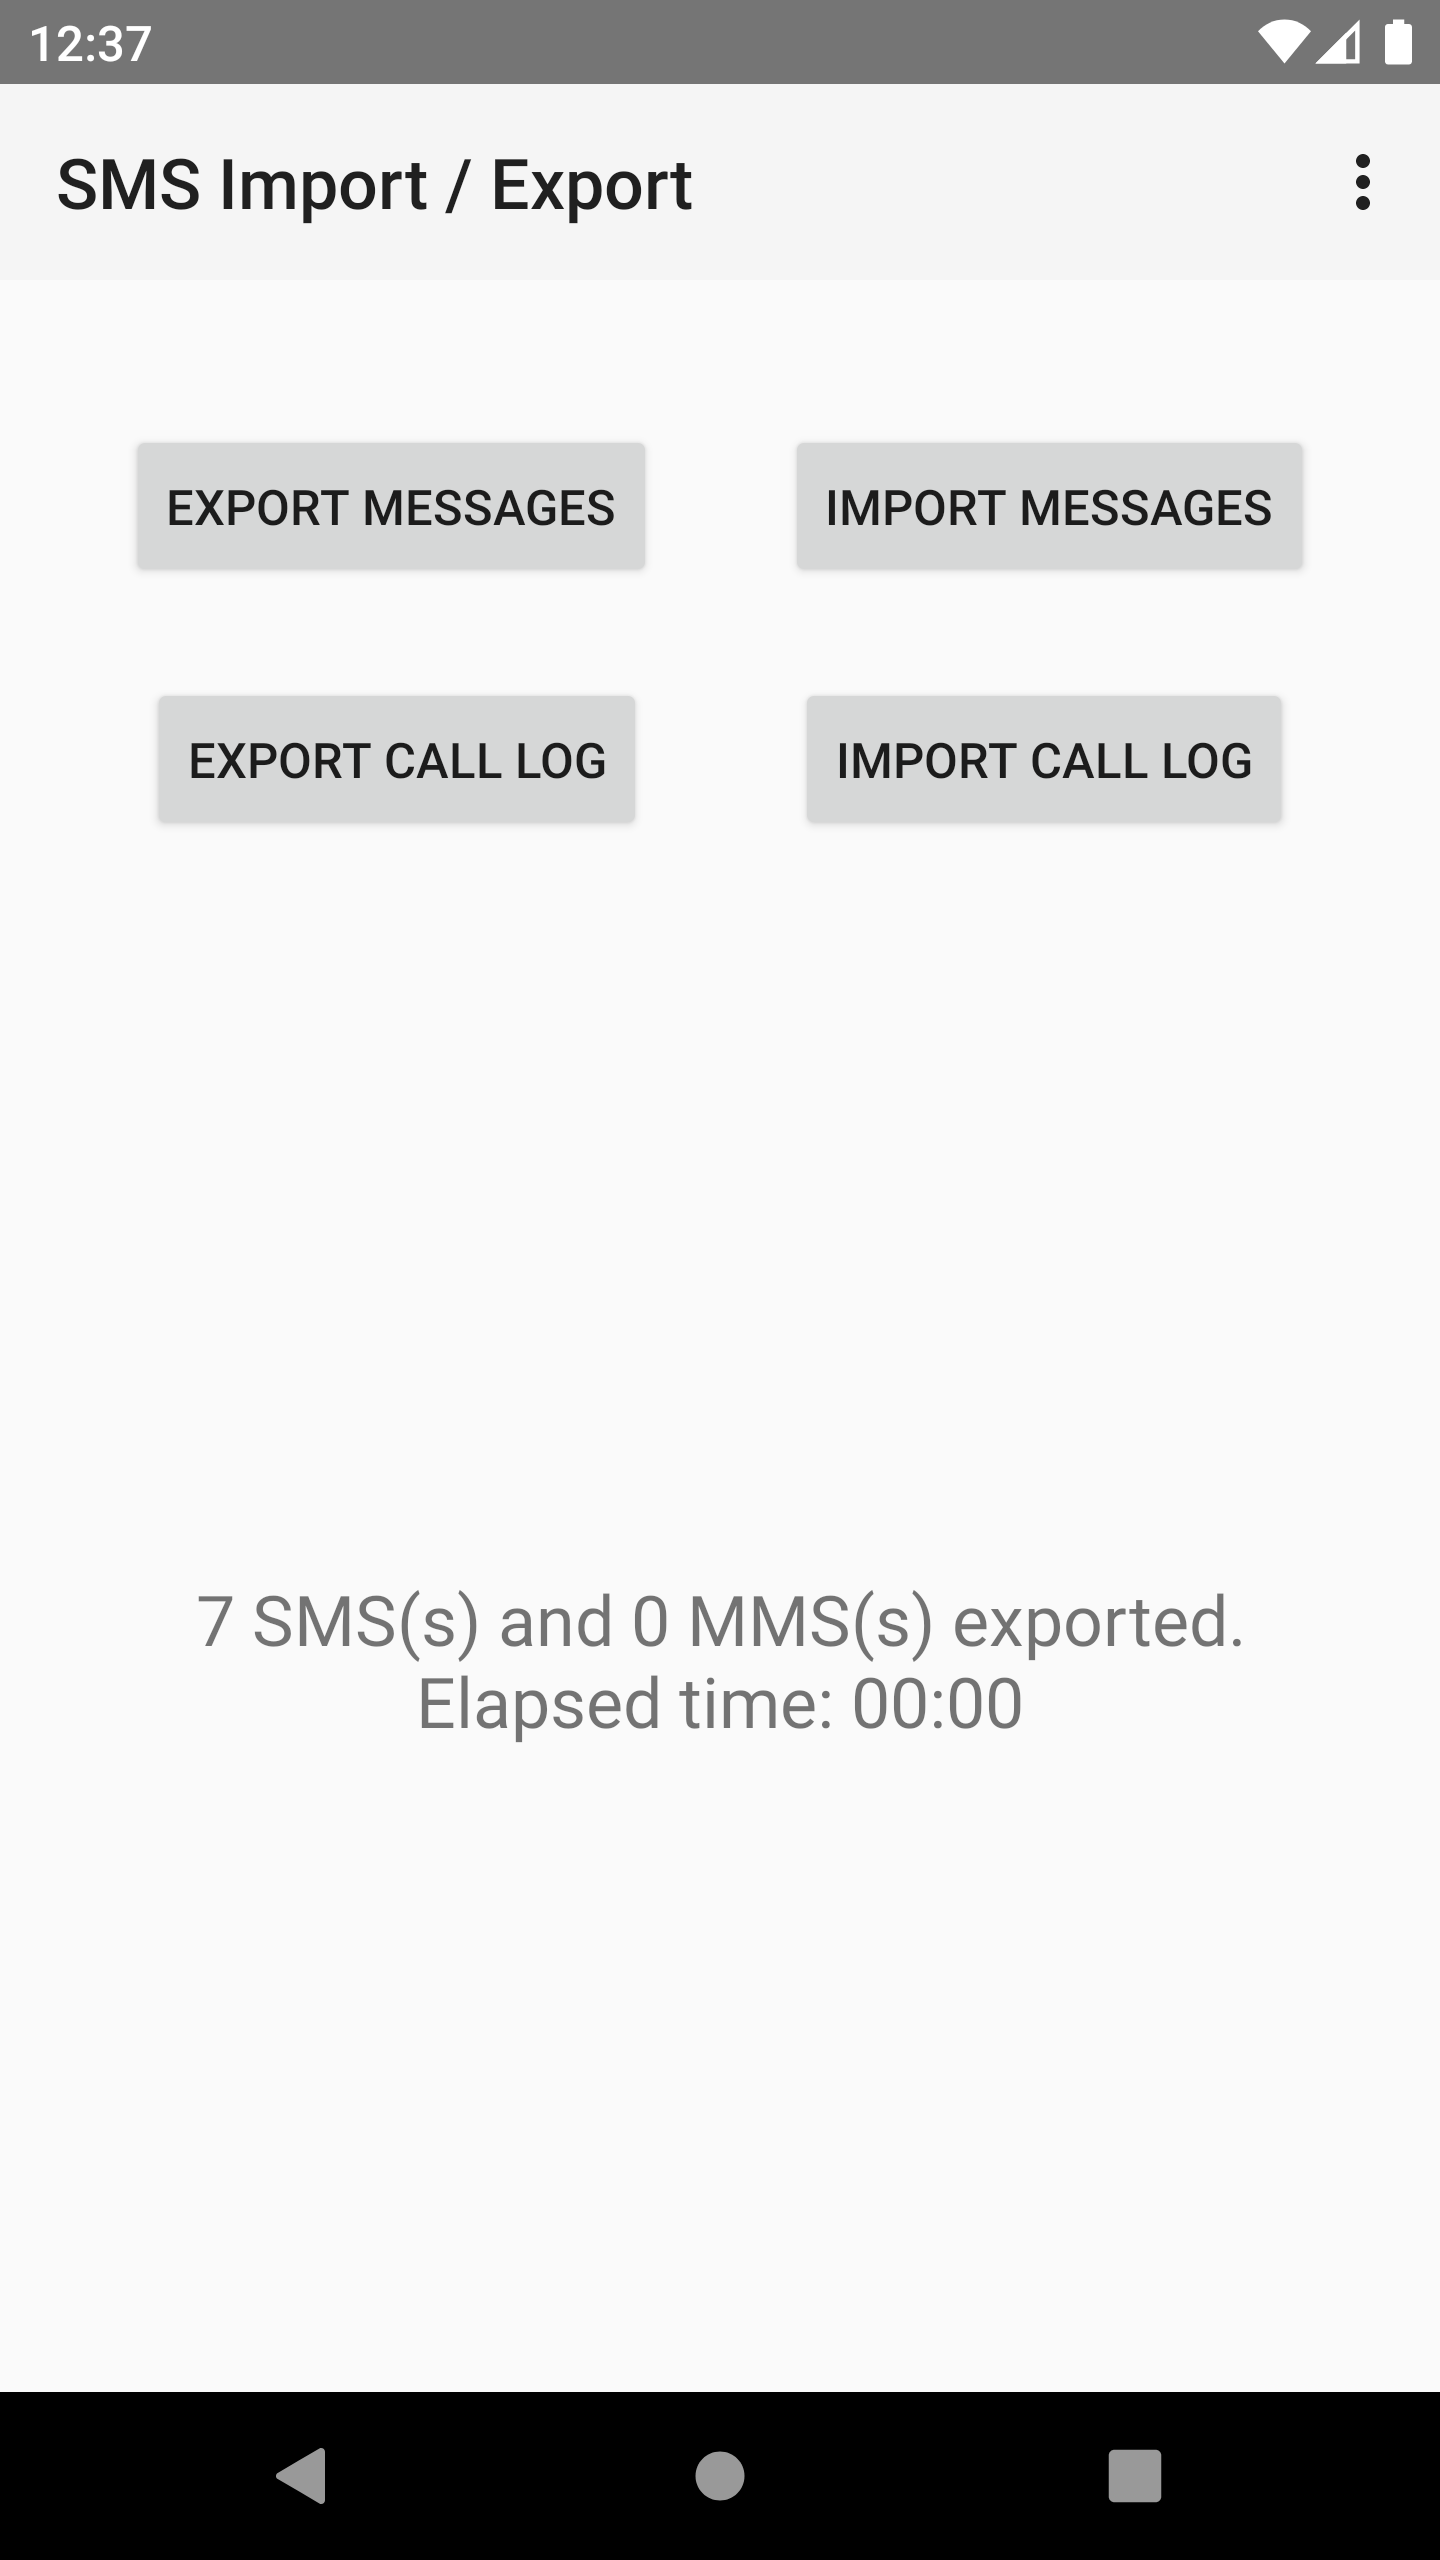 12:37
SMS Import / Export
EXPORT MESSAGES
IMPORT MESSAGES
EXPORT CALL LOG
IMPORT CALL LOG
7 SMS(s) and 0 MMS(s) exported.
Elapsed time: 00:00